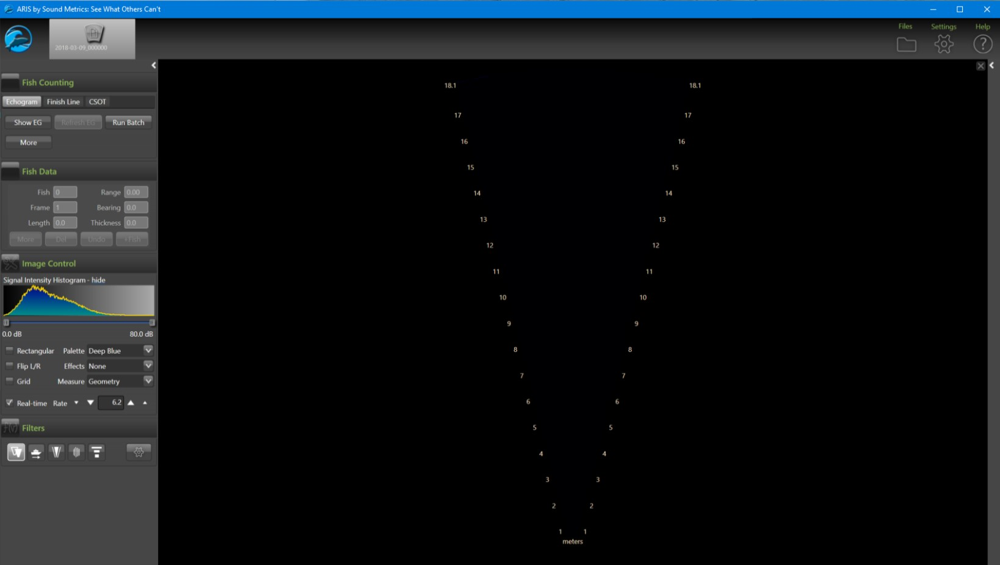 ARIS by Sound Metrics: See What Others Can't
Files Settings Help
2018-03-09_000000
Fish Counting
Echogram Finish Line CSOT
Show EG Refresh EG Run Batch
More
Fish Data
Fish 0 Range 0.00
Frame 1 Bearing 0.0
Length 0.0 Thickness 0.0
More Del Undo +Fish
Image Control
Signal Intensity Histogram - hide
0.0 dB 80.0 dB
Rectangular Palette Deep Blue
Flip L/R Effects None
Grid Measure Geometry
Real-time Rate 6.2
Filters
18.1 18.1
17 17
16 16
15 15
14 14
13 13
12 12
11 11
10 10
9 9
8 8
7 7
6 6
5 5
4 4
3 3
2 2
1 1
meters